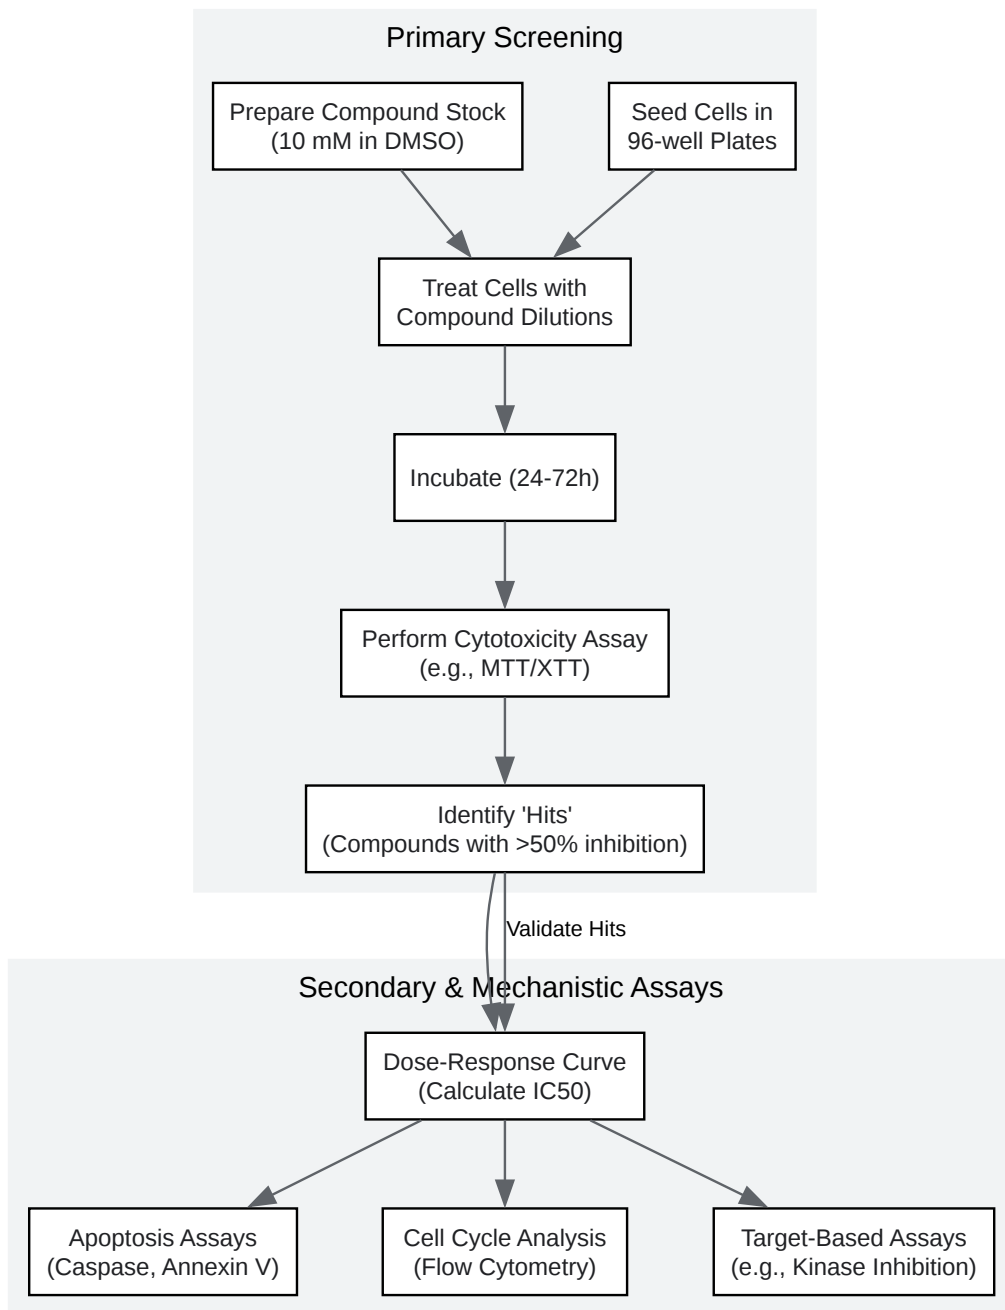 Primary Screening
Prepare Compound Stock
(10 mM in DMSO)
Seed Cells in
96-well Plates
Treat Cells with
Compound Dilutions
Incubate (24-72h)
Perform Cytotoxicity Assay
(e.g., MTT/XTT)
Identify 'Hits'
(Compounds with >50% inhibition)
Validate Hits
Secondary & Mechanistic Assays
Dose-Response Curve
(Calculate IC50)
Apoptosis Assays
(Caspase, Annexin V)
Cell Cycle Analysis
(Flow Cytometry)
Target-Based Assays
(e.g., Kinase Inhibition)